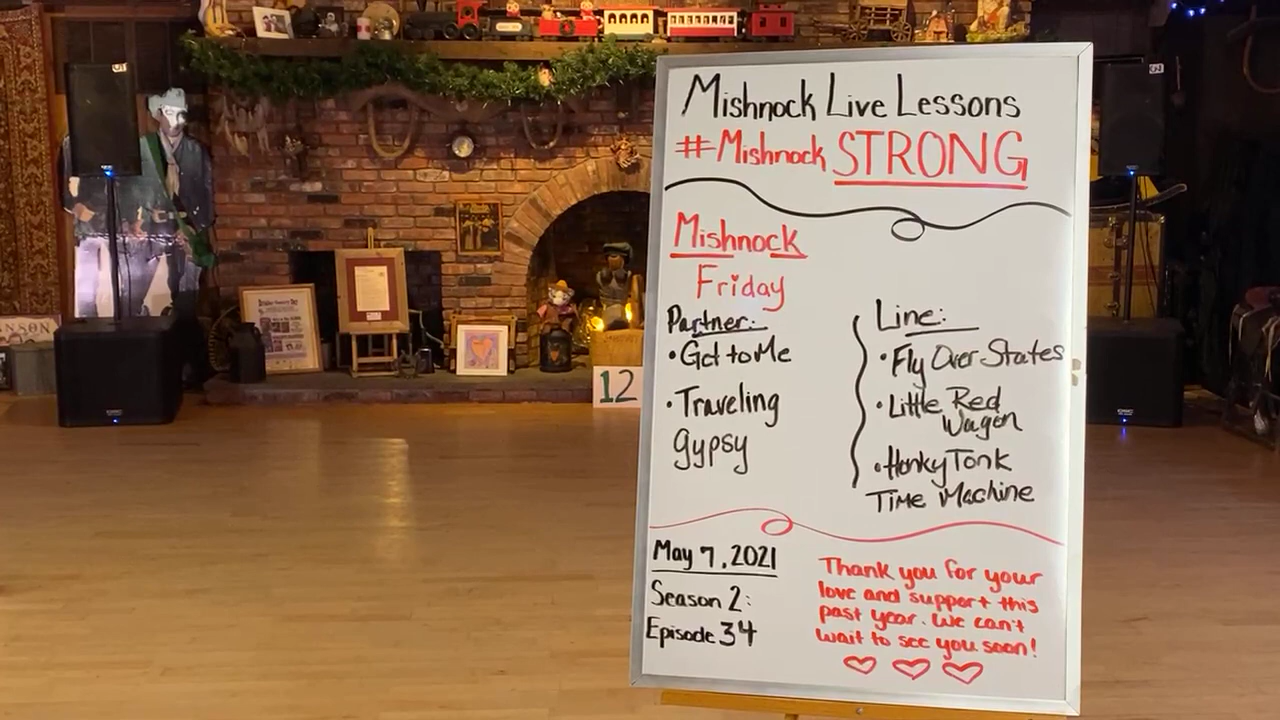 Mishnock Live Lessons
#Mishnock STRONG
Mishnock
Friday
Partner:
• Get to Me
• Traveling
Gypsy
Line:
• Fly Over States
• Little Red
Wagon
• Honky Tonk
Time Machine
May 7, 2021
Season 2:
Episode 34
Thank you for your
love and support this
past year. We can't
wait to see you soon!
12
ANSON